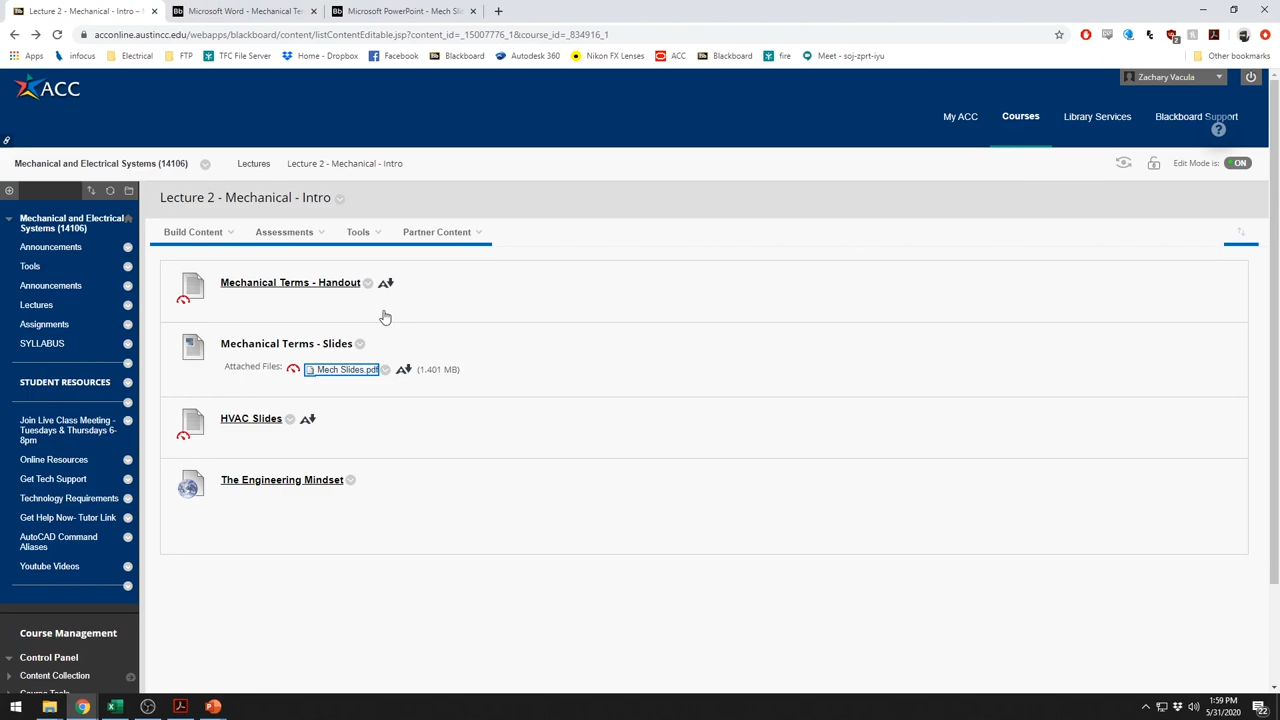 Lecture 2 - Mechanical - Intro –
Microsoft Word - Mechanical Ter
Microsoft PowerPoint - Mech Sli
acconline.austincc.edu/webapps/blackboard/content/listContentEditable.jsp?content_id=_15007776_1&course_id=_834916_1
Apps
infocus
Electrical
FTP
TFC File Server
Home - Dropbox
Facebook
Blackboard
Autodesk 360
Nikon FX Lenses
ACC
Blackboard
fire
Meet - soj-zprt-iyu
Other bookmarks
ACC
Zachary Vacula
My ACC
Courses
Library Services
Blackboard Support
Mechanical and Electrical Systems (14106)
Lectures
Lecture 2 - Mechanical - Intro
Edit Mode is:
ON
Lecture 2 - Mechanical - Intro
Build Content
Assessments
Tools
Partner Content
Mechanical and Electrical
Systems (14106)
Announcements
Tools
Announcements
Lectures
Assignments
SYLLABUS
STUDENT RESOURCES
Join Live Class Meeting -
Tuesdays & Thursdays 6-
8pm
Online Resources
Get Tech Support
Technology Requirements
Get Help Now- Tutor Link
AutoCAD Command
Aliases
Youtube Videos
Course Management
Control Panel
Content Collection
Course Tools
Mechanical Terms - Handout
Mechanical Terms - Slides
Attached Files:
Mech Slides.pdf
(1.401 MB)
HVAC Slides
The Engineering Mindset
1:59 PM
5/31/2020
22